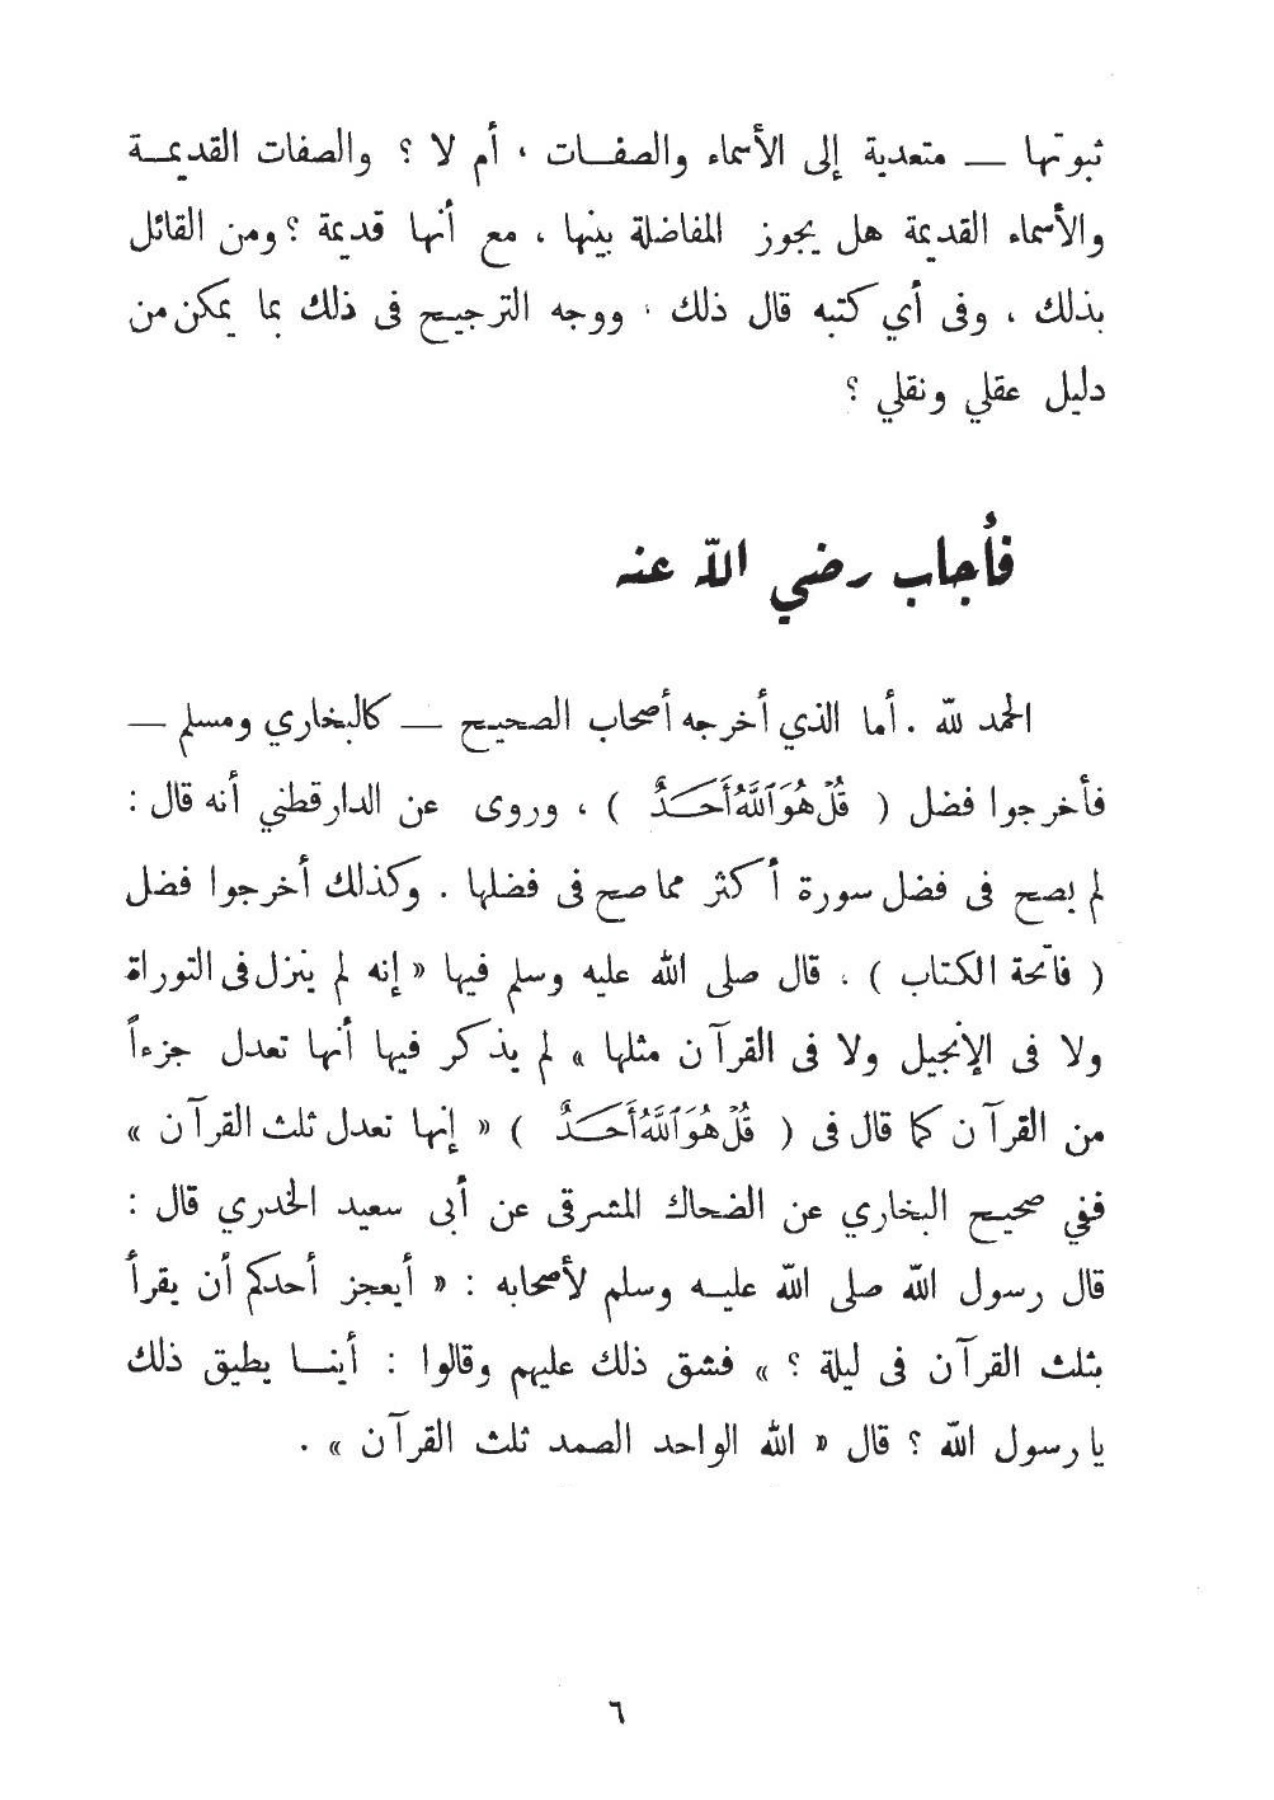 ثبوتها — متعدية إلى الأسماء والصفات ، أم لا ؟ والصفات القديمة
والأسماء القديمة هل يجوز المفاضلة بينها ، مع أنها قديمة ؟ ومن القائل
بذلك ، وفى أي كتبه قال ذلك ، ووجه الترجيح فى ذلك بما يمكن من
دليل عقلي ونقلي ؟
فأجاب رضي الله عنه
الحمد لله . أما الذي أخرجه أصحاب الصحيح — كالبخاري ومسلم —
فأخرجوا فضل ( قُلْ هُوَ ٱللَّهُ أَحَدٌ ) ، وروى عن الدارقطني أنه قال :
لم يصح فى فضل سورة أكثر مما صح فى فضلها . وكذلك أخرجوا فضل
( فاتحة الكتاب ) ، قال صلى الله عليه وسلم فيها « إنه لم ينزل فى التوراة
ولا فى الإنجيل ولا فى القرآن مثلها » لم يذكر فيها أنها تعدل جزءاً
من القرآن كما قال فى ( قُلْ هُوَ ٱللَّهُ أَحَدٌ ) « إنها تعدل ثلث القرآن »
ففي صحيح البخاري عن الضحاك المشرقى عن أبى سعيد الخدري قال :
قال رسول الله صلى الله عليه وسلم لأصحابه : « أيعجز أحدكم أن يقرأ
بثلث القرآن فى ليلة ؟ » فشق ذلك عليهم وقالوا : أينا يطيق ذلك
يا رسول الله ؟ قال « الله الواحد الصمد ثلث القرآن » .
٦